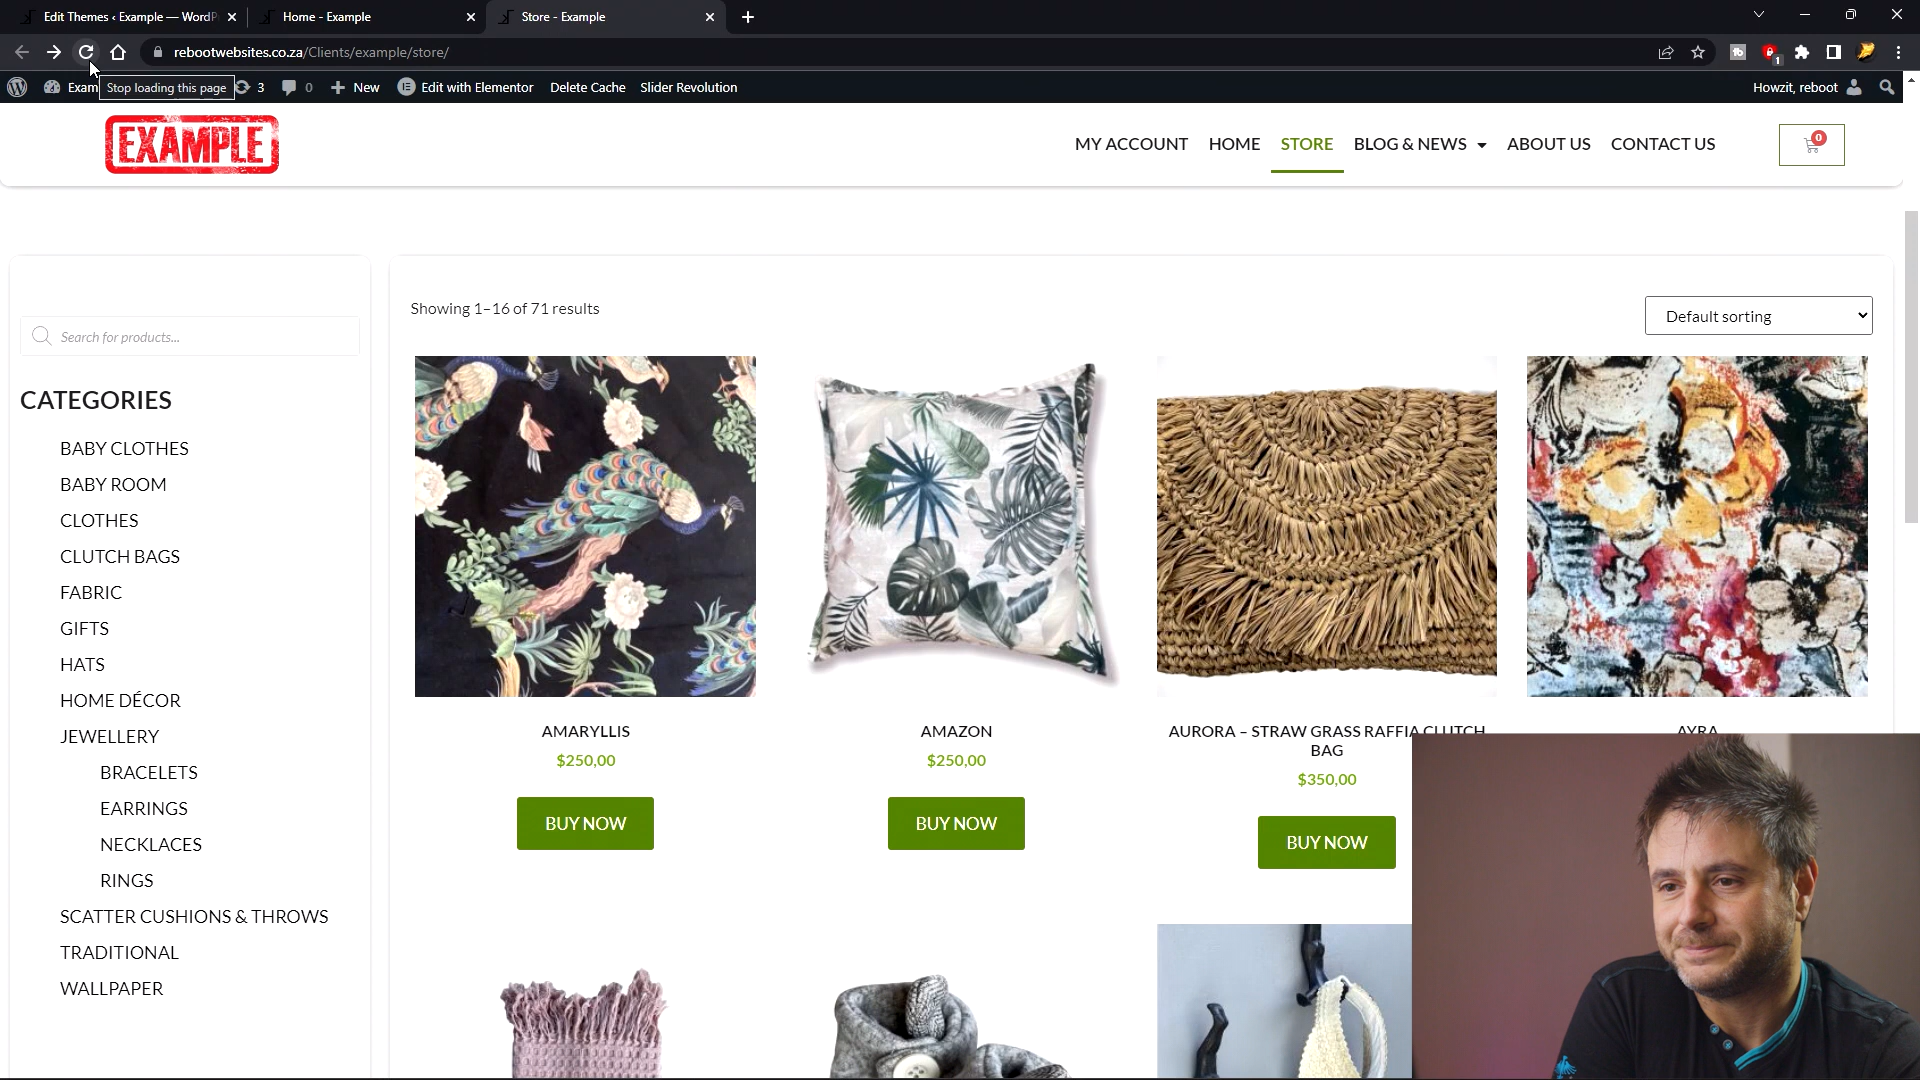 Edit Themes ‹ Example — WordP
Home - Example
Store - Example
rebootwebsites.co.za/Clients/example/store/
1
Exam
Stop loading this page
3
0
New
Edit with Elementor
Delete Cache
Slider Revolution
Howzit, reboot
EXAMPLE
MY ACCOUNT
HOME
STORE
BLOG & NEWS
ABOUT US
CONTACT US
0
Search for products...
Showing 1–16 of 71 results
Default sorting
CATEGORIES
BABY CLOTHES
BABY ROOM
CLOTHES
CLUTCH BAGS
FABRIC
GIFTS
HATS
HOME DÉCOR
JEWELLERY
BRACELETS
EARRINGS
NECKLACES
RINGS
SCATTER CUSHIONS & THROWS
TRADITIONAL
WALLPAPER
AMARYLLIS
$250,00
BUY NOW
AMAZON
$250,00
BUY NOW
AURORA – STRAW GRASS RAFFIA CLUTCH
BAG
$350,00
BUY NOW
AYRA